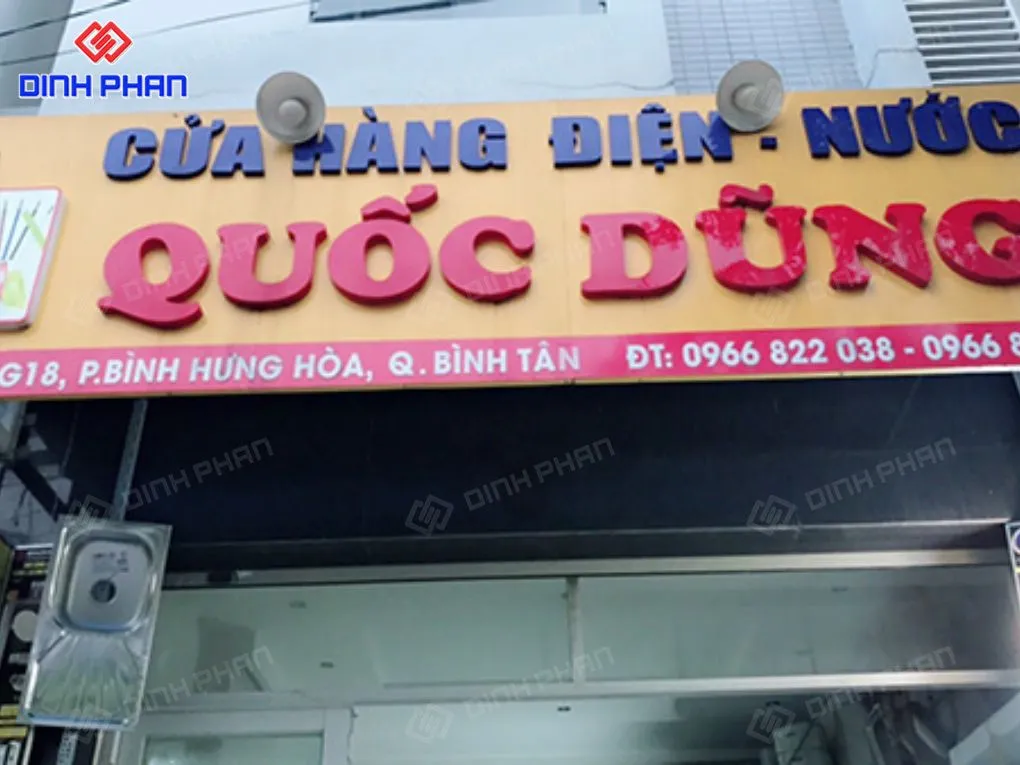 DINH PHAN
CỬA HÀNG ĐIỆN - NƯỚC
QUỐC DŨNG
G18, P.BÌNH HƯNG HÒA, Q. BÌNH TÂN ĐT: 0966 822 038 - 0966 8